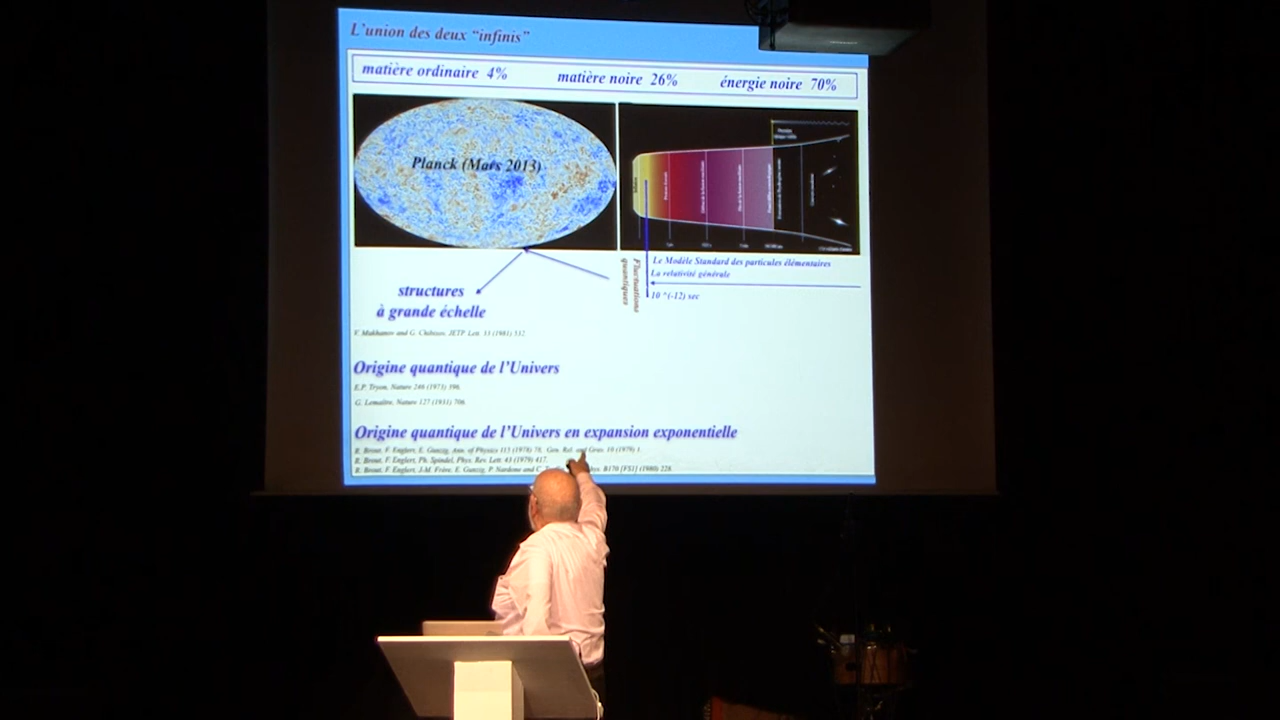 L'union des deux "infinis"
matière ordinaire 4% matière noire 26% énergie noire 70%
Planck (Mars 2013)
Fluctuations
quantiques
Le Modèle Standard des particules élémentaires
La relativité générale
10^(-12) sec
structures
à grande échelle
V. Mukhanov and G. Chibisov, JETP Lett. 33 (1981) 532
Origine quantique de l'Univers
E.P. Tryon, Nature 246 (1973) 396
G. Lemaître, Nature 127 (1931) 706
Origine quantique de l'Univers en expansion exponentielle
R. Brout, F. Englert, E. Gunzig, Ann. of Physics 115 (1978) 78, Gen. Rel. and Grav. 10 (1979) 1.
R. Brout, F. Englert, Ph. Spindel, Phys. Rev. Lett. 43 (1979) 417.
R. Brout, F. Englert, J.-M. Frère, E. Gunzig, P. Nardone and C. Phys. B170 [FS1] (1980) 228